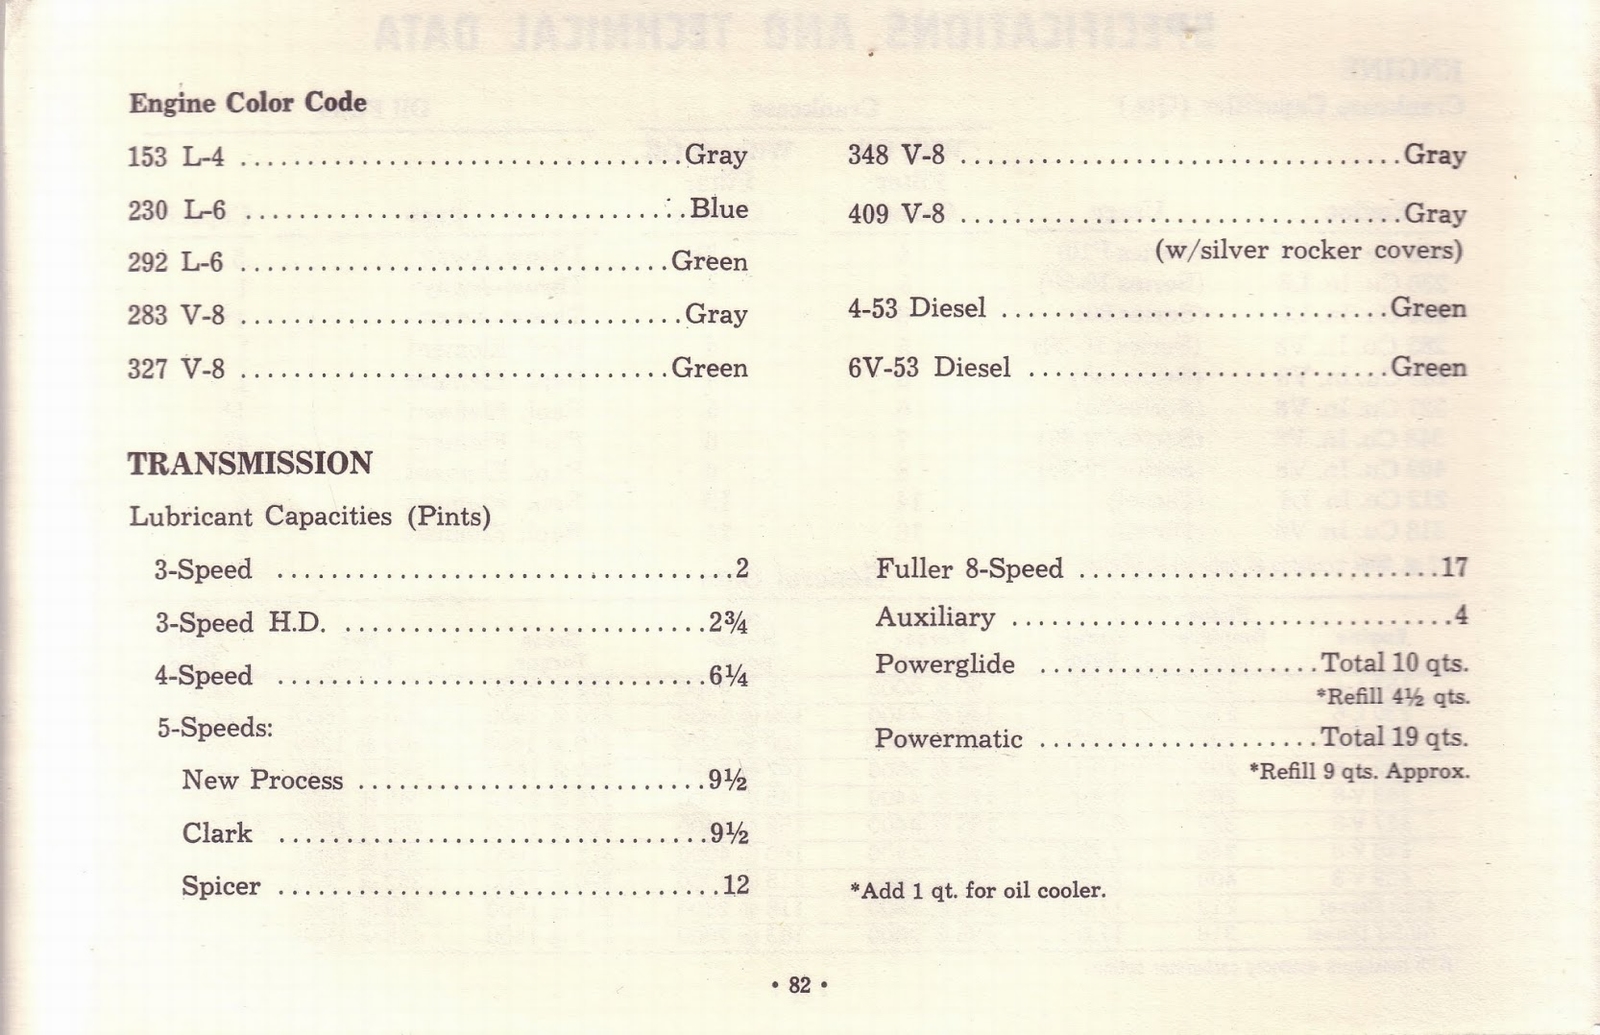 Engine Color Code
153 L-4 ................................Gray
230 L-6 ................................Blue
292 L-6 ................................Green
283 V-8 ................................Gray
327 V-8 ................................Green
348 V-8 ................................Gray
409 V-8 ................................Gray
(w/silver rocker covers)
4-53 Diesel .............................Green
6V-53 Diesel ...........................Green
TRANSMISSION
Lubricant Capacities (Pints)
3-Speed ..................................2
3-Speed H.D. ...........................2¾
4-Speed ................................6¼
5-Speeds:
New Process ..........................9½
Clark ................................9½
Spicer .................................12
Fuller 8-Speed ...........................17
Auxiliary .................................4
Powerglide .....................Total 10 qts.
*Refill 4½ qts.
Powermatic .....................Total 19 qts.
*Refill 9 qts. Approx.
*Add 1 qt. for oil cooler.
• 82 •